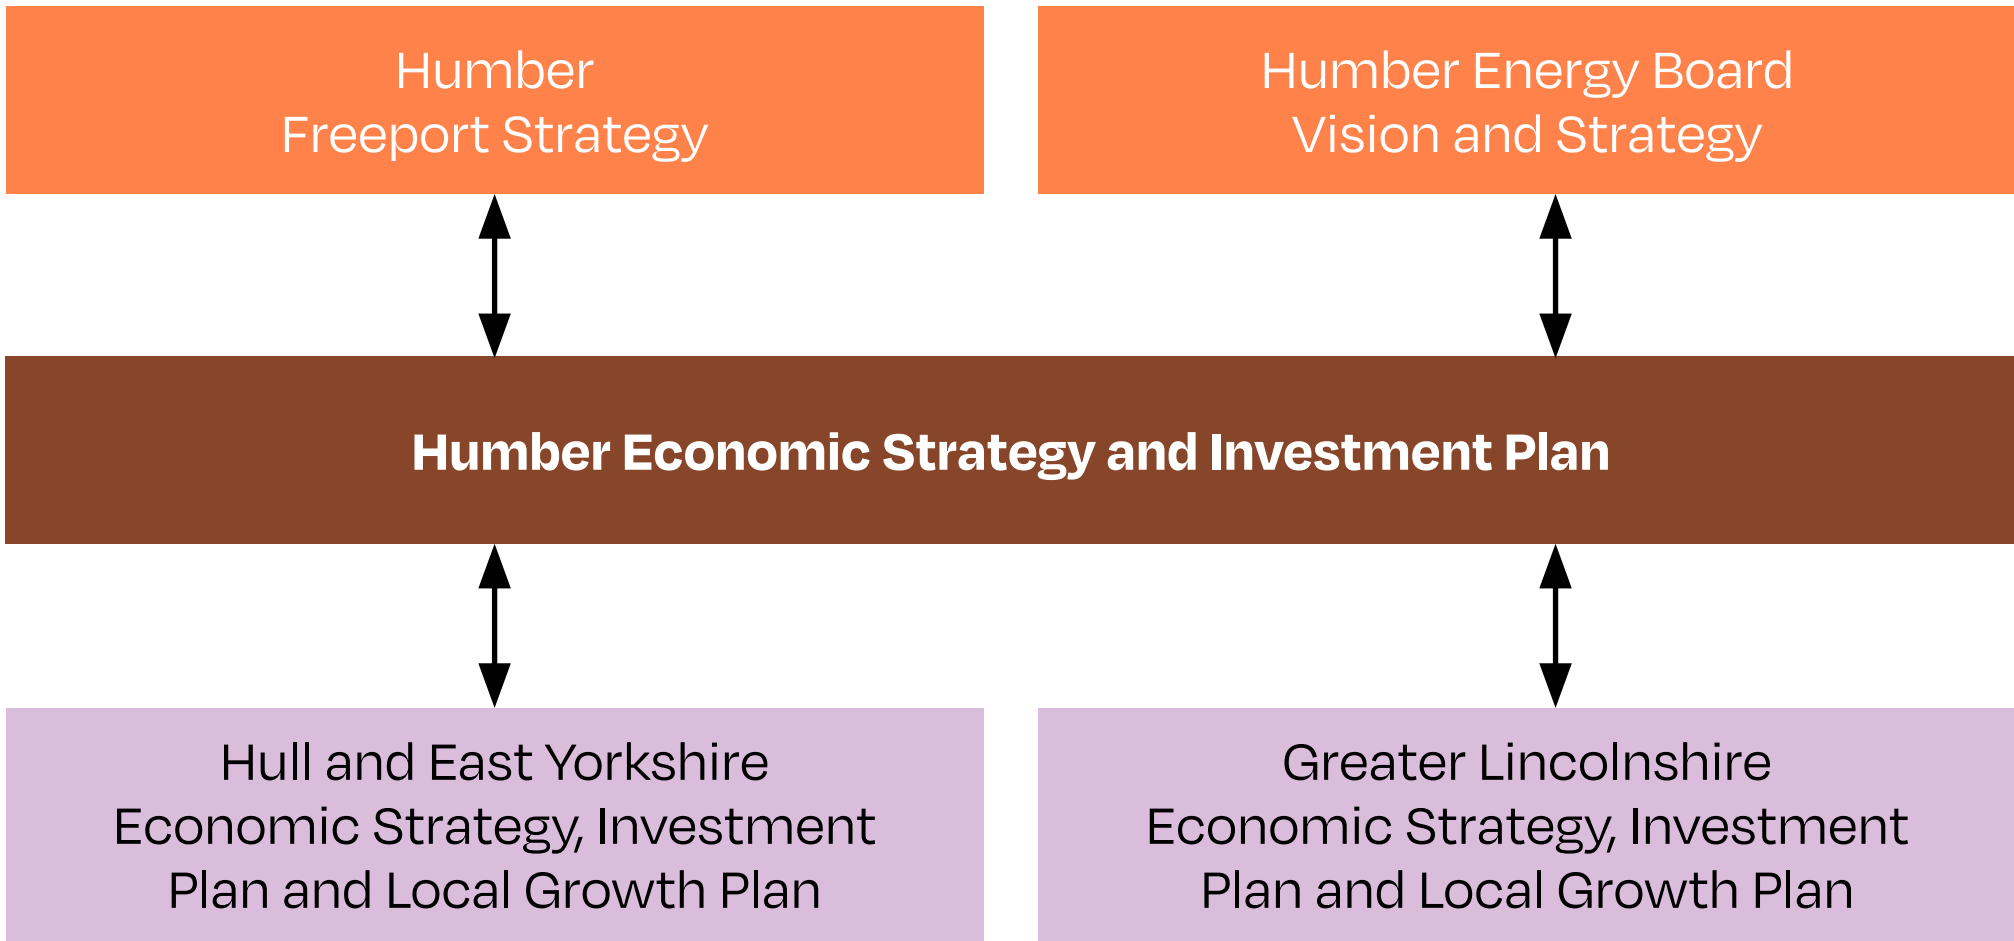 Humber
Freeport Strategy
Humber Energy Board
Vision and Strategy
Humber Economic Strategy and Investment Plan
Hull and East Yorkshire
Economic Strategy, Investment
Plan and Local Growth Plan
Greater Lincolnshire
Economic Strategy, Investment
Plan and Local Growth Plan